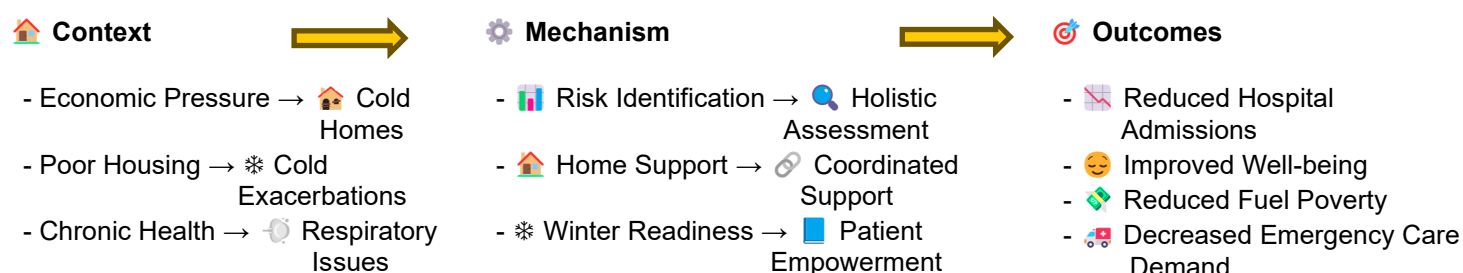 Context
Mechanism
Outcomes
- Economic Pressure → Cold
Homes
- Poor Housing → Cold
Exacerbations
- Chronic Health → Respiratory
Issues
- Risk Identification → Holistic
Assessment
- Home Support → Coordinated
Support
- Winter Readiness → Patient
Empowerment
- Reduced Hospital
Admissions
- Improved Well-being
- Reduced Fuel Poverty
- Decreased Emergency Care
Demand